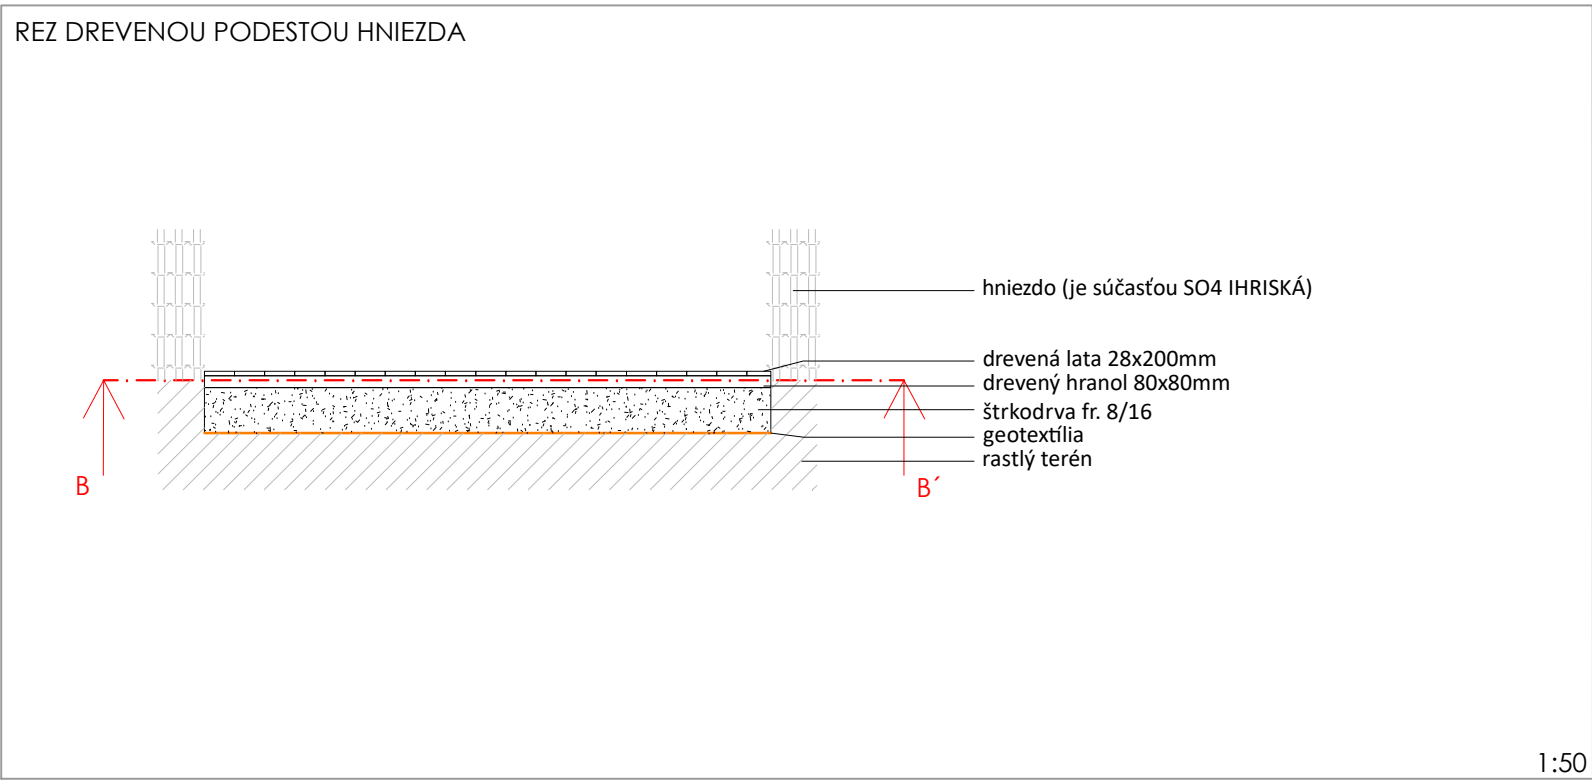 REZ DREVENOU PODESTOU HNIEZDA
hniezdo (je súčasťou SO4 IHRISKÁ)
drevená lata 28x200mm
drevený hranol 80x80mm
štrkodrva fr. 8/16
geotextília
rastlý terén
B
B´
1:50